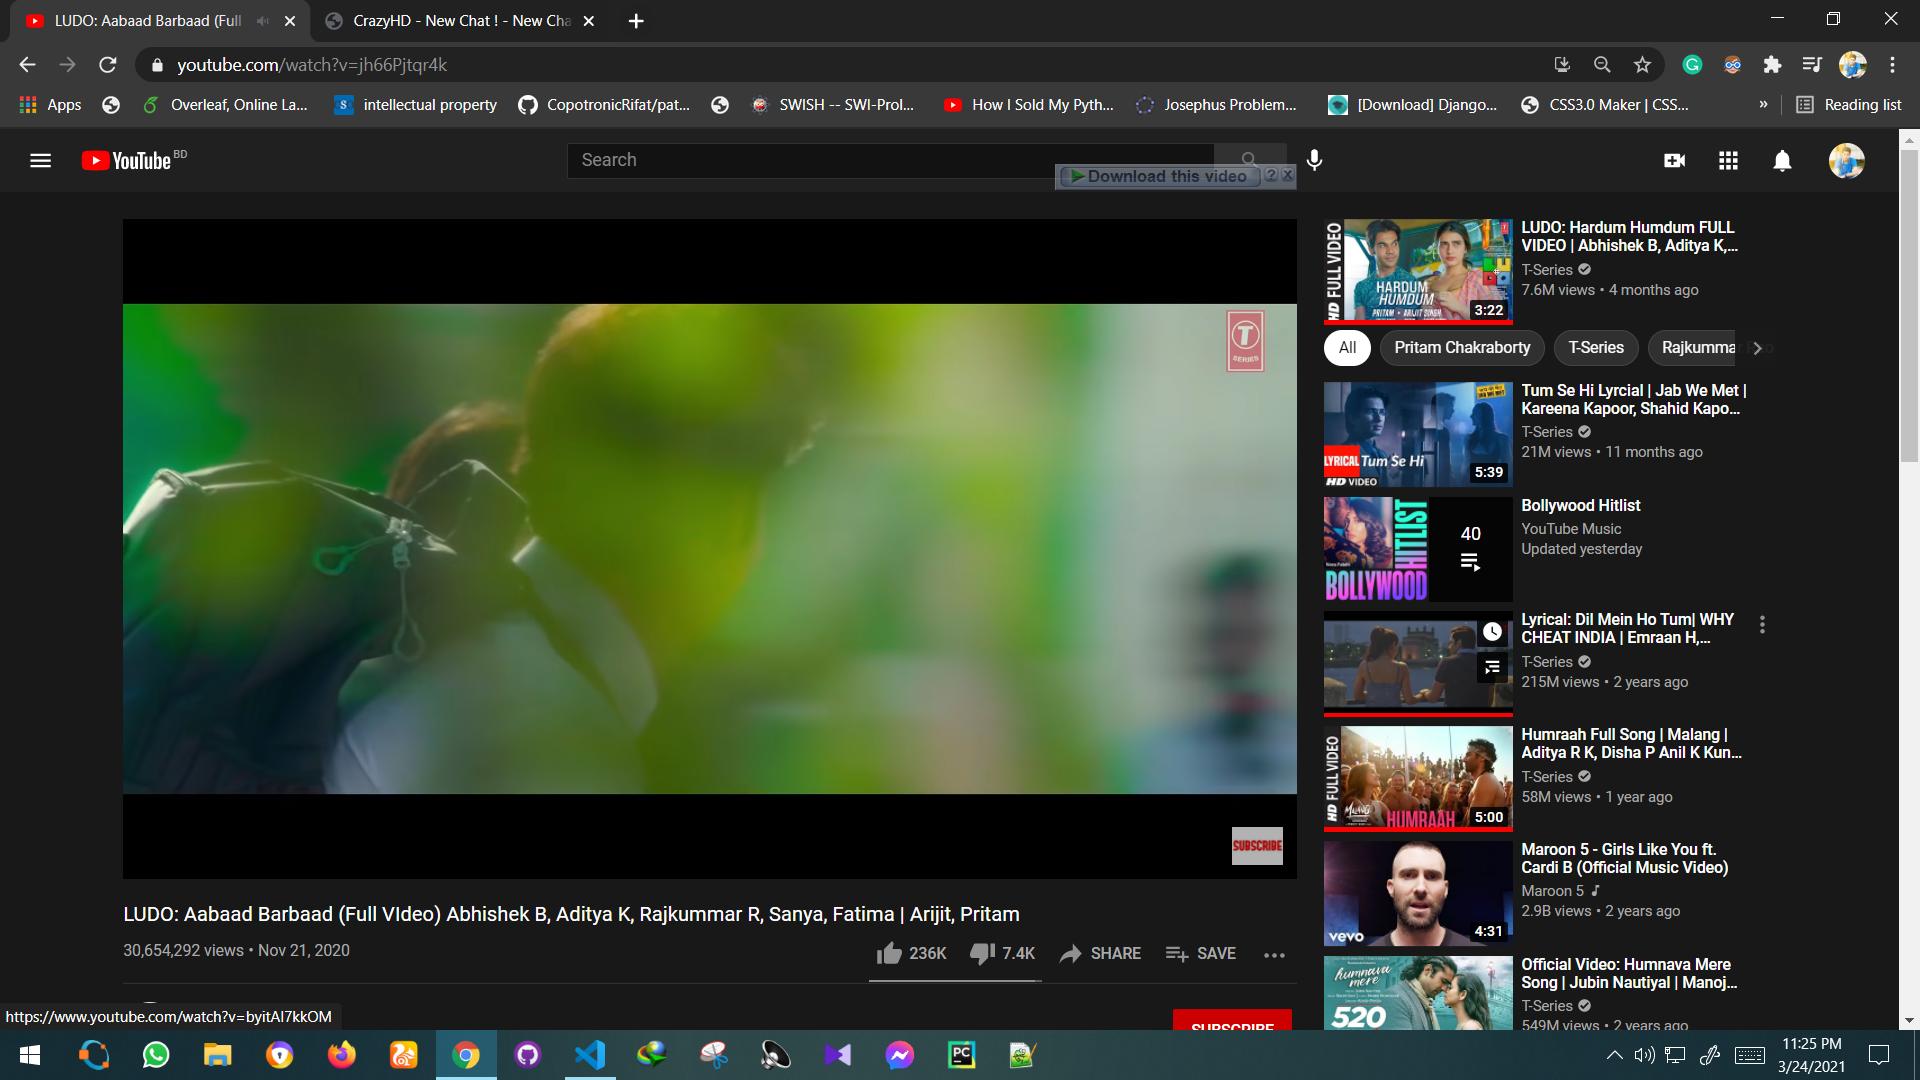 LUDO: Aabaad Barbaad (Full
CrazyHD - New Chat ! - New Cha
youtube.com/watch?v=jh66Pjtqr4k
Apps
Overleaf, Online La...
intellectual property
CopotronicRifat/pat...
SWISH -- SWI-Prol...
How I Sold My Pyth...
Josephus Problem...
[Download] Django...
CSS3.0 Maker | CSS...
»
Reading list
YouTube BD
Search
Download this video
T
SERIES
SUBSCRIBE
LUDO: Aabaad Barbaad (Full VIdeo) Abhishek B, Aditya K, Rajkummar R, Sanya, Fatima | Arijit, Pritam
30,654,292 views • Nov 21, 2020
236K
7.4K
SHARE
SAVE
SUBSCRIBE
https://www.youtube.com/watch?v=byitAl7kkOM
HD FULL VIDEO
HARDUM
HUMDUM
PRITAM • ARIJIT SINGH
3:22
LUDO: Hardum Humdum FULL
VIDEO | Abhishek B, Aditya K,...
T-Series
7.6M views • 4 months ago
All
Pritam Chakraborty
T-Series
Rajkumma
LYRICAL Tum Se Hi
HD VIDEO
5:39
Tum Se Hi Lyrcial | Jab We Met |
Kareena Kapoor, Shahid Kapo...
T-Series
21M views • 11 months ago
HITLIST
BOLLYWOOD
40
Bollywood Hitlist
YouTube Music
Updated yesterday
Lyrical: Dil Mein Ho Tum| WHY
CHEAT INDIA | Emraan H,...
T-Series
215M views • 2 years ago
HD FULL VIDEO
MALANG
HUMRAAH
5:00
Humraah Full Song | Malang |
Aditya R K, Disha P Anil K Kun...
T-Series
58M views • 1 year ago
vevo
4:31
Maroon 5 - Girls Like You ft.
Cardi B (Official Music Video)
Maroon 5
2.9B views • 2 years ago
humnava
mere
520
Official Video: Humnava Mere
Song | Jubin Nautiyal | Manoj...
T-Series
549M views • 2 years ago
11:25 PM
3/24/2021